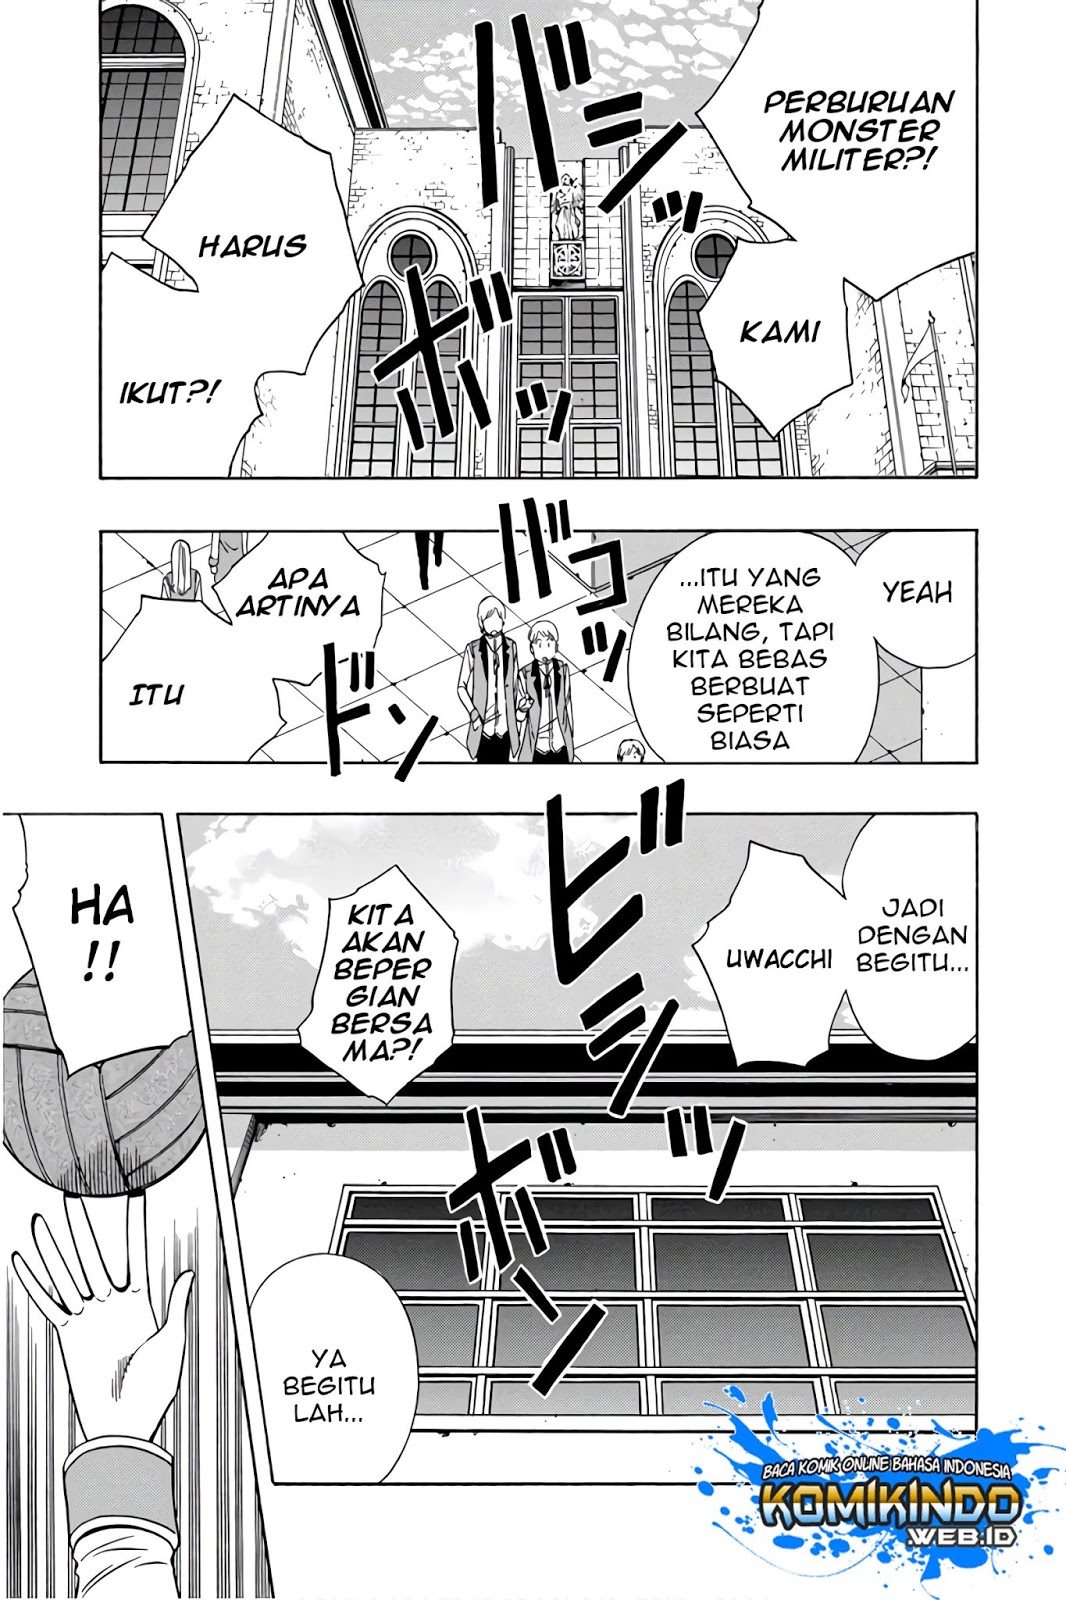 PERBURUAN
MONSTER
MILITER?!
KAMI
HARUS
IKUT?!
バシッ
ボンッ
YEAH
...ITU YANG
MEREKA
BILANG, TAPI
KITA BEBAS
BERBUAT
SEPERTI
BIASA
APA
ARTINYA
ITU
バコッ
ドンッ
JADI
DENGAN
BEGITU...
UWACCHI
KITA
AKAN
BEPER
GIAN
BERSA
MA?!
ビシッ
YA
BEGITU
LAH...
HA
!!
BACA KOMIK ONLINE BAHASA INDONESIA
KOMIKINDO
.WEB.ID